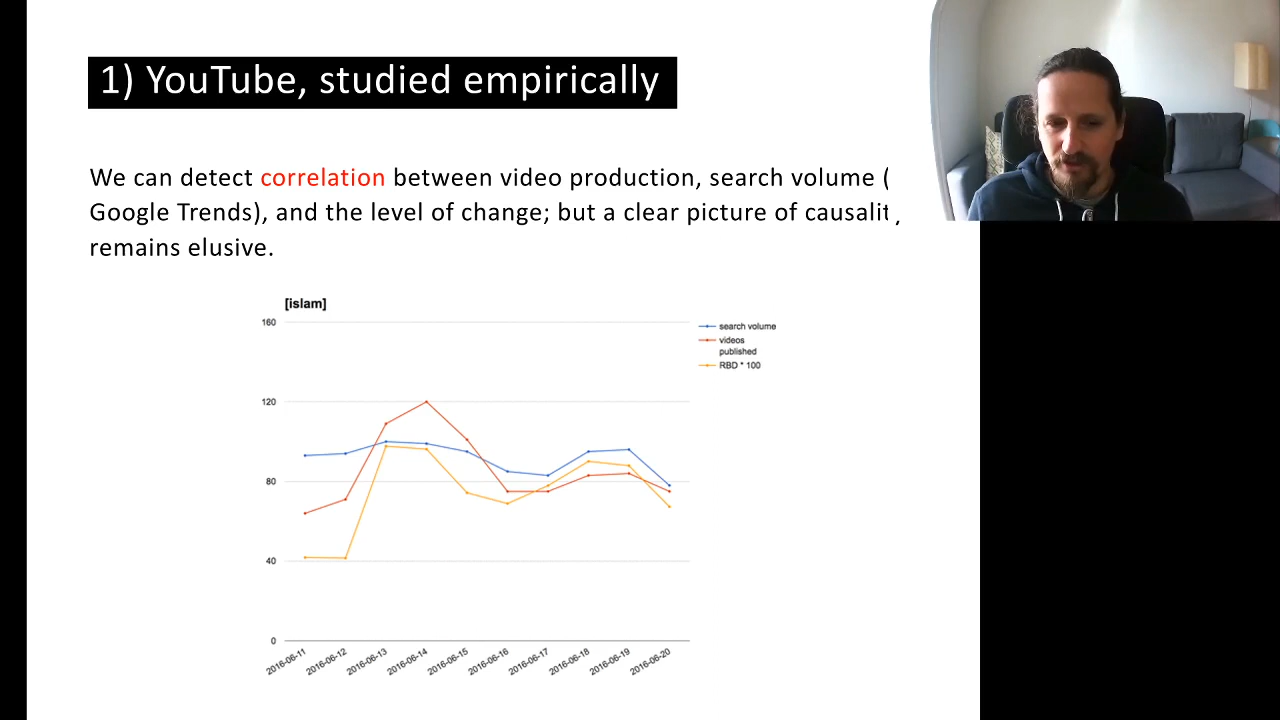 1) YouTube, studied empirically
We can detect correlation between video production, search volume (
Google Trends), and the level of change; but a clear picture of causalit,
remains elusive.
[islam]
160
120
80
40
0
search volume
videos
published
RBD * 100
2016-06-11
2016-06-12
2016-06-13
2016-06-14
2016-06-15
2016-06-16
2016-06-17
2016-06-18
2016-06-19
2016-06-20